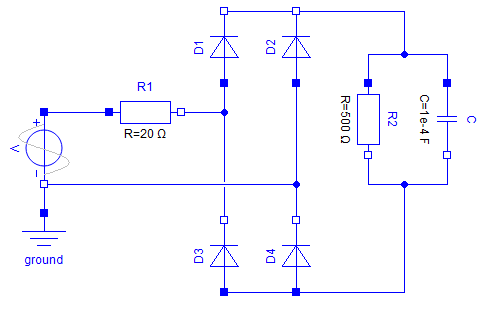 D1
D2
R1
R=20 Ω
+
V
−
R=500 Ω
R2
C=1e-4 F
C
D3
D4
ground